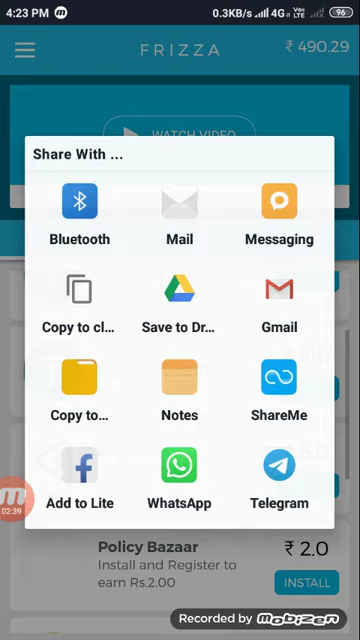 4:23 PM
0.3KB/s 4G Vo LTE 96
FRIZZA
₹ 490.29
WATCH VIDEO
Share With ...
Bluetooth Mail Messaging
Copy to cl... Save to Dr... Gmail
Copy to... Notes ShareMe
Add to Lite WhatsApp Telegram
02:39
Policy Bazaar
₹ 2.0
Install and Register to
earn Rs.2.00
INSTALL
Recorded by mobizen